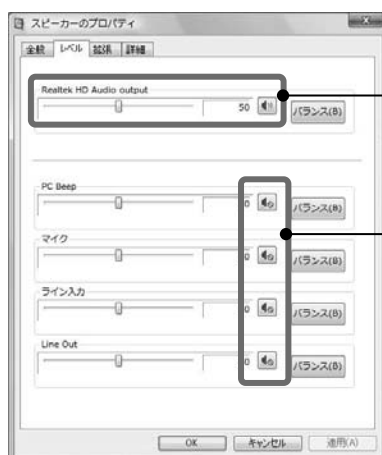 スピーカーのプロパティ
全般 レベル 拡張 詳細
Realtek HD Audio output
50 バランス(B)
PC Beep
0 バランス(B)
マイク
0 バランス(B)
ライン入力
0 バランス(B)
Line Out
0 バランス(B)
OK キャンセル 適用(A)